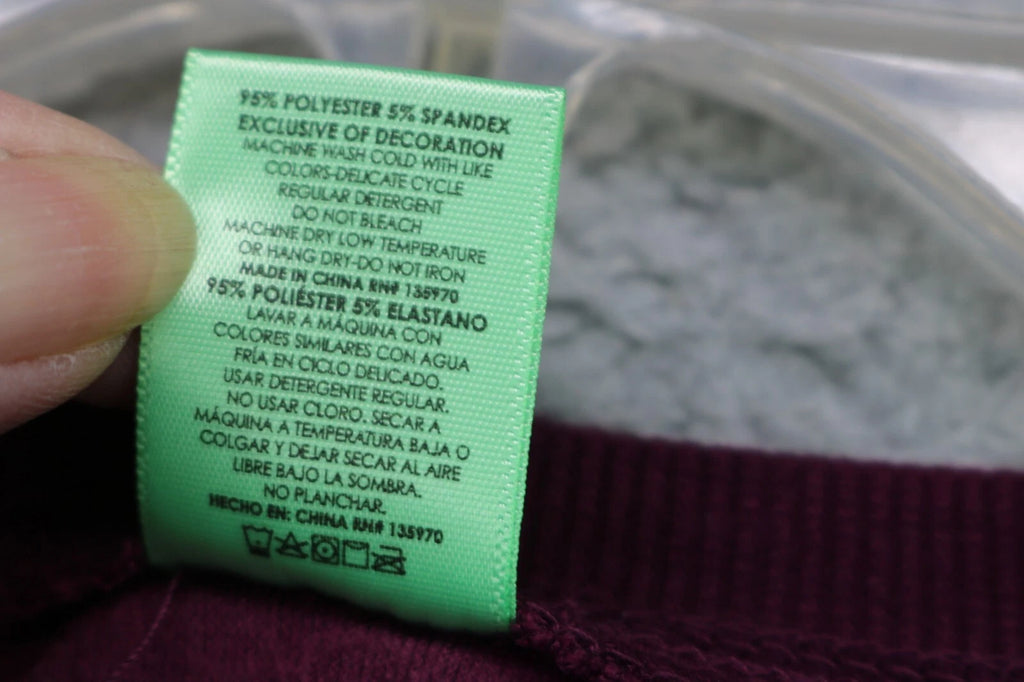 95% POLYESTER 5% SPANDEX
EXCLUSIVE OF DECORATION
MACHINE WASH COLD WITH LIKE
COLORS-DELICATE CYCLE
REGULAR DETERGENT
DO NOT BLEACH
MACHINE DRY LOW TEMPERATURE
OR HANG DRY-DO NOT IRON
MADE IN CHINA RN# 135970
95% POLIÉSTER 5% ELASTANO
LAVAR A MÁQUINA CON
COLORES SIMILARES CON AGUA
FRÍA EN CICLO DELICADO.
USAR DETERGENTE REGULAR.
NO USAR CLORO. SECAR A
MÁQUINA A TEMPERATURA BAJA O
COLGAR Y DEJAR SECAR AL AIRE
LIBRE BAJO LA SOMBRA.
NO PLANCHAR.
HECHO EN: CHINA RN# 135970